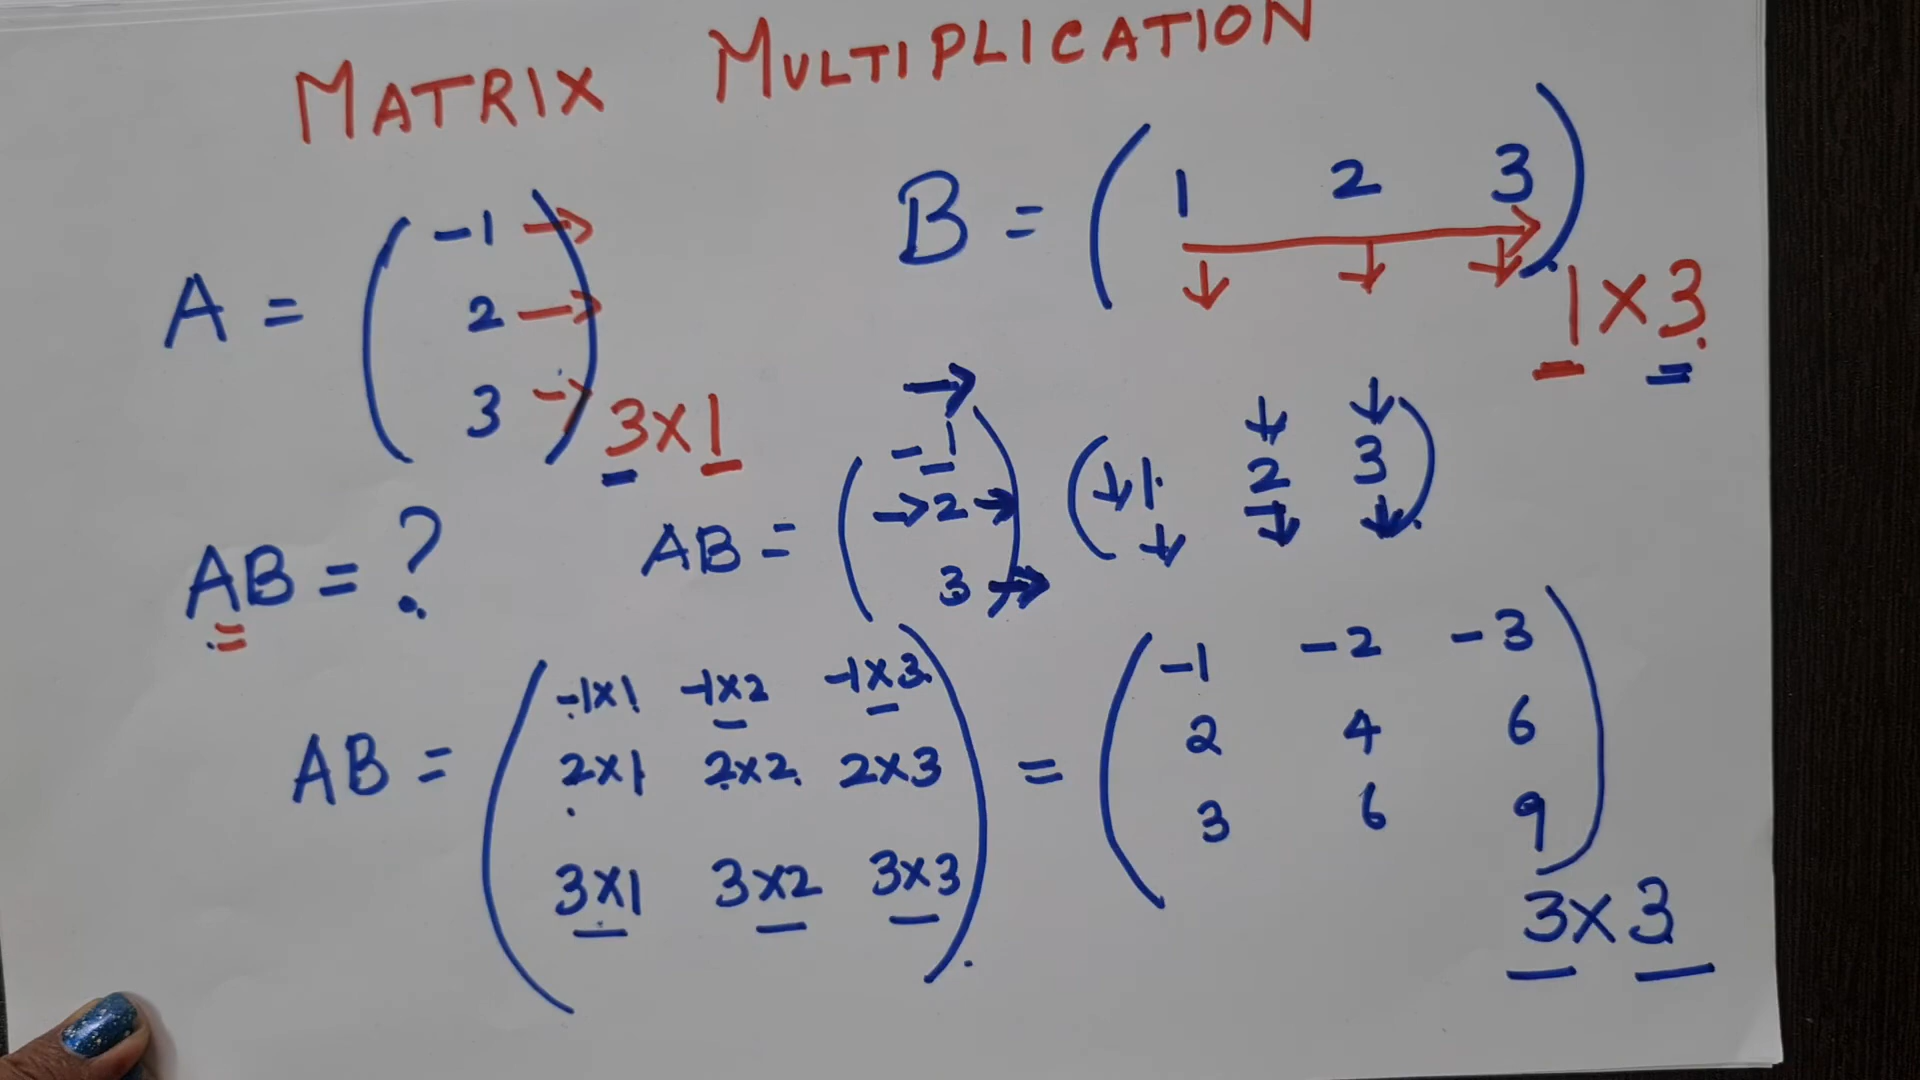 MATRIX MULTIPLICATION
A = ( -1 → B = ( 1 2 3 )
2 →
3 → ) 3×1 1×3
AB = ? AB = ( -1 ( 1 2 3 )
2
3 )
AB = ( -1×1 -1×2 -1×3 = ( -1 -2 -3
2×1 2×2 2×3 2 4 6
3×1 3×2 3×3 ) 3 6 9 )
3×3